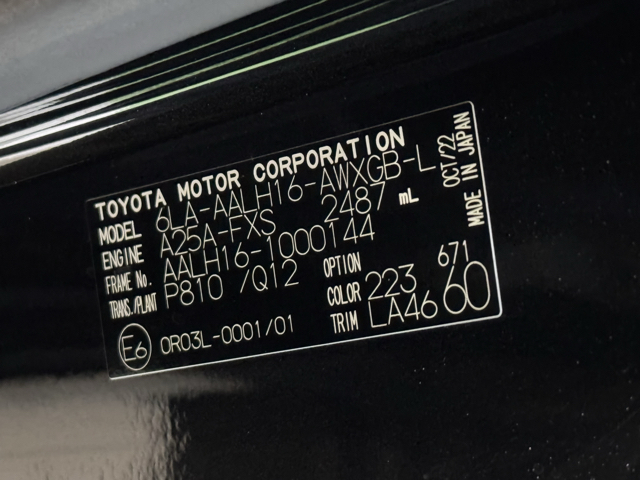 TOYOTA MOTOR CORPORATION
MODEL 6LA-AALH16-AWXGB-L
ENGINE A25A-FXS 2487 mL
FRAME No. AALH16-1000144
TRANS./PLANT P810 /Q12
OPTION 671
COLOR 223
TRIM LA46 60
E6 0R03L-0001/01
OCT/22
MADE IN JAPAN